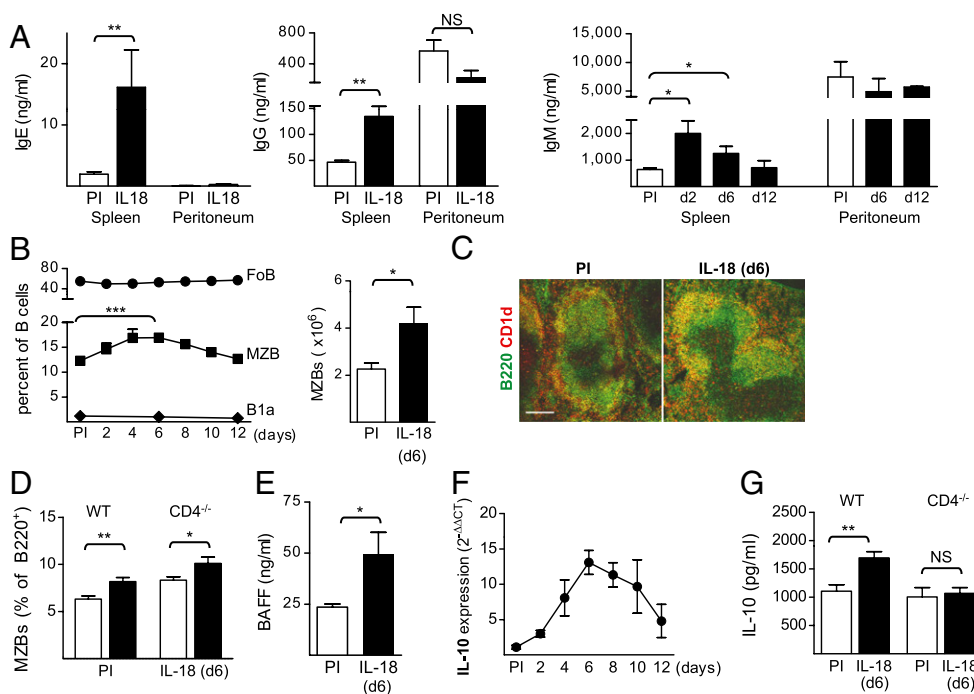 A
IgE (ng/ml)
20
10
**
PI IL18 PI IL18
Spleen Peritoneum
IgG (ng/ml)
800
400
150
100
50
**
NS
PI IL-18 PI IL-18
Spleen Peritoneum
IgM (ng/ml)
15,000
10,000
5,000
2,000
1,000
*
*
PI d2 d6 d12 PI d6 d12
Spleen Peritoneum
B
percent of B cells
80
40
20
15
10
5
***
FoB
MZB
B1a
PI 2 4 6 8 10 12 (days)
MZBs ( x10⁶)
6
4
2
*
PI IL-18
(d6)
C
PI IL-18 (d6)
B220 CD1d
D
MZBs (% of B220⁺)
15
10
5
WT CD4⁻/⁻
** *
PI IL-18 (d6)
E
BAFF (ng/ml)
75
50
25
*
PI IL-18
(d6)
F
IL-10 expression (2⁻ΔΔCT)
20
15
10
5
0
PI 2 4 6 8 10 12 (days)
G
IL-10 (pg/ml)
2500
2000
1500
1000
WT CD4⁻/⁻
** NS
PI IL-18 PI IL-18
(d6) (d6)